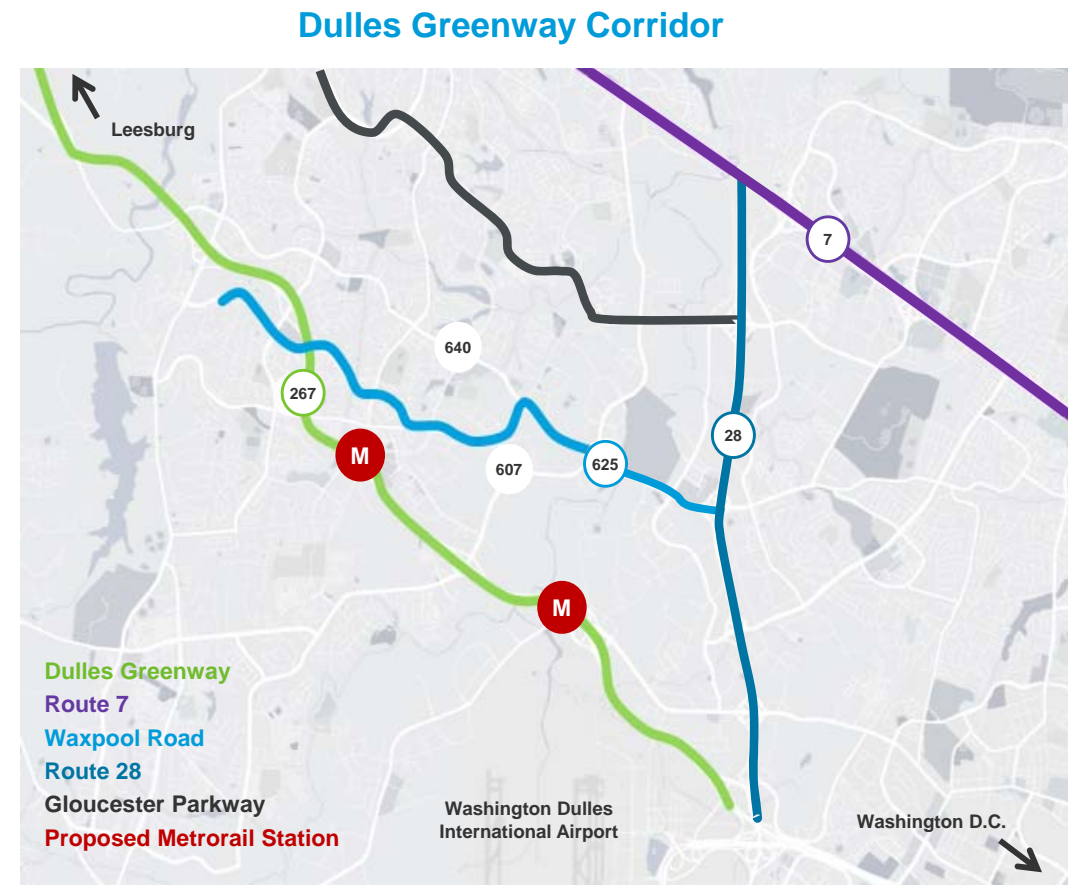 Dulles Greenway Corridor
Leesburg
7
640
267
28
M
607
625
M
Dulles Greenway
Route 7
Waxpool Road
Route 28
Gloucester Parkway
Proposed Metrorail Station
Washington Dulles
International Airport
Washington D.C.